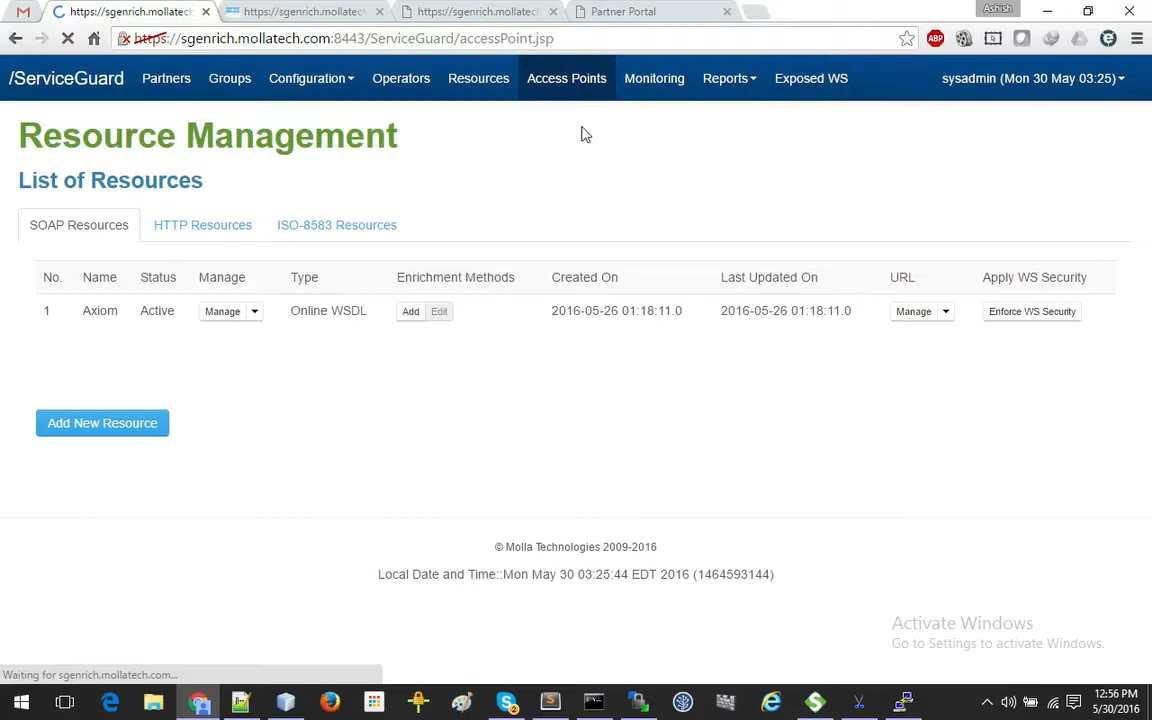 https://sgenrich.mollatech
https://sgenrich.mollatech
https://sgenrich.mollatech
Partner Portal
Ashish
https://sgenrich.mollatech.com:8443/ServiceGuard/accessPoint.jsp
ABP
/ServiceGuard
Partners
Groups
Configuration
Operators
Resources
Access Points
Monitoring
Reports
Exposed WS
sysadmin (Mon 30 May 03:25)
Resource Management
List of Resources
SOAP Resources
HTTP Resources
ISO-8583 Resources
No. Name Status Manage Type Enrichment Methods Created On Last Updated On URL Apply WS Security
1 Axiom Active Manage Online WSDL Add Edit 2016-05-26 01:18:11.0 2016-05-26 01:18:11.0 Manage Enforce WS Security
Add New Resource
© Molla Technologies 2009-2016
Local Date and Time::Mon May 30 03:25:44 EDT 2016 (1464593144)
Activate Windows
Go to Settings to activate Windows.
Waiting for sgenrich.mollatech.com...
2
12:56 PM
5/30/2016